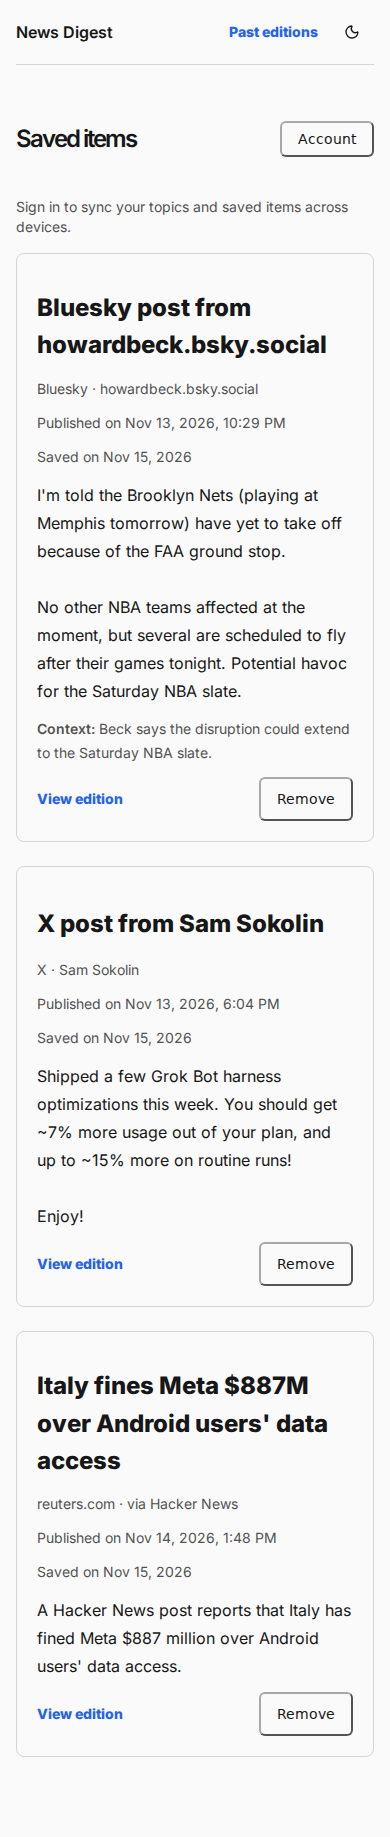 News Digest
Past editions
Saved items
Account
Sign in to sync your topics and saved items across
devices.
Bluesky post from
howardbeck.bsky.social
Bluesky · howardbeck.bsky.social
Published on Nov 13, 2026, 10:29 PM
Saved on Nov 15, 2026
I'm told the Brooklyn Nets (playing at
Memphis tomorrow) have yet to take off
because of the FAA ground stop.
No other NBA teams affected at the
moment, but several are scheduled to fly
after their games tonight. Potential havoc
for the Saturday NBA slate.
Context: Beck says the disruption could extend
to the Saturday NBA slate.
View edition
Remove
X post from Sam Sokolin
X · Sam Sokolin
Published on Nov 13, 2026, 6:04 PM
Saved on Nov 15, 2026
Shipped a few Grok Bot harness
optimizations this week. You should get
~7% more usage out of your plan, and
up to ~15% more on routine runs!
Enjoy!
View edition
Remove
Italy fines Meta $887M
over Android users' data
access
reuters.com · via Hacker News
Published on Nov 14, 2026, 1:48 PM
Saved on Nov 15, 2026
A Hacker News post reports that Italy has
fined Meta $887 million over Android
users' data access.
View edition
Remove